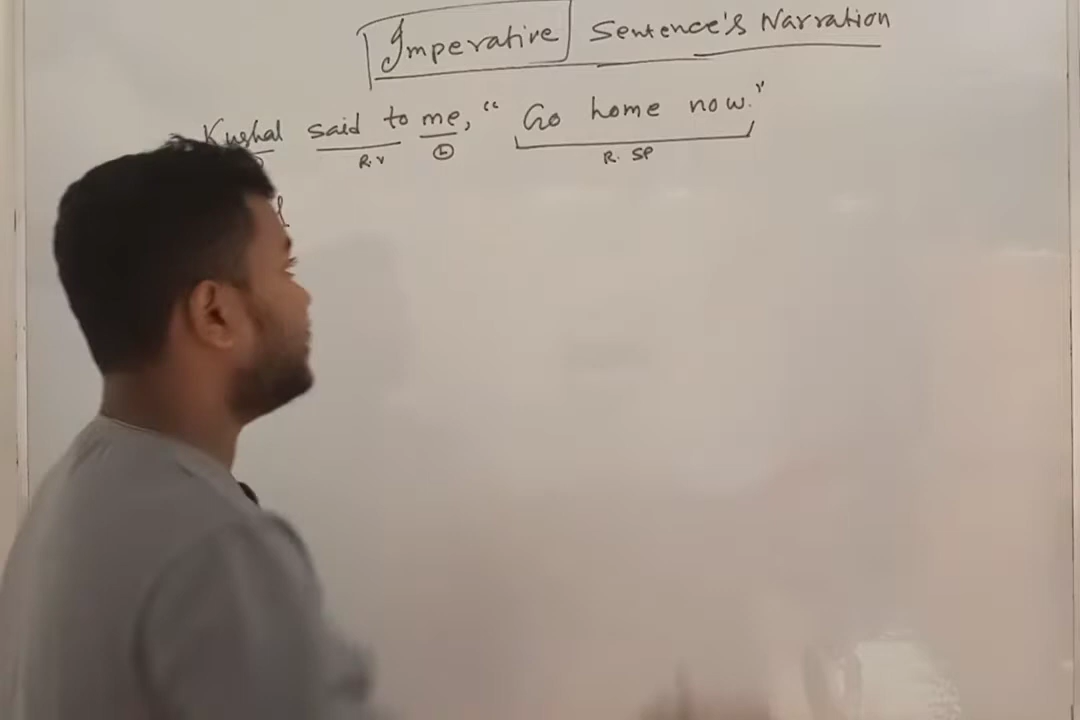 Imperative Sentence's Narration
Kushal said to me, "Go home now."
R.v b R. SP